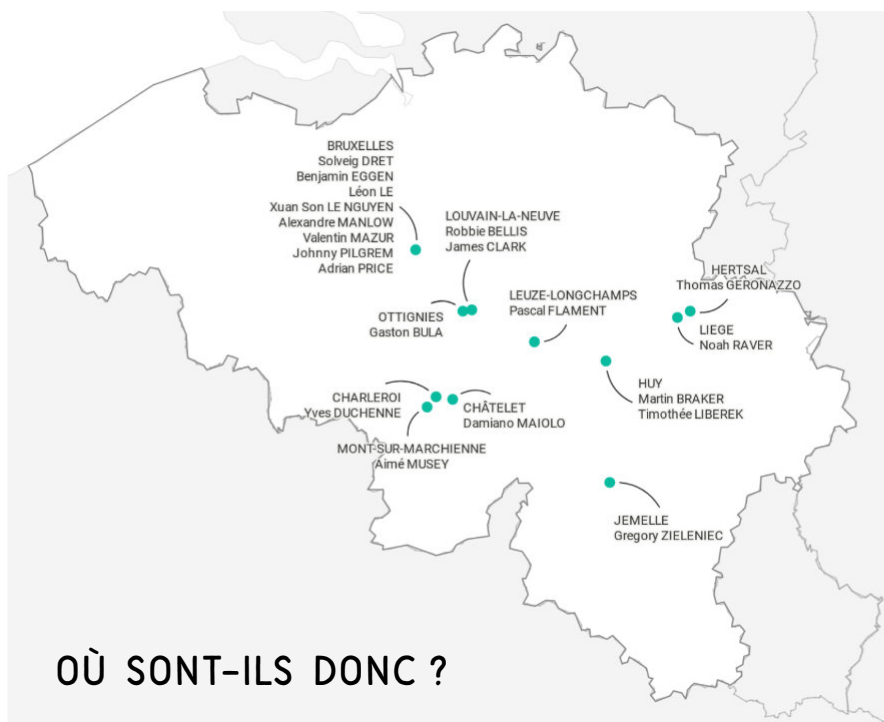 BRUXELLES
Solveig DRET
Benjamin EGGEN
Léon LE
Xuan Son LE NGUYEN
Alexandre MANLOW
Valentin MAZUR
Johnny PILGREM
Adrian PRICE
LOUVAIN-LA-NEUVE
Robbie BELLIS
James CLARK
OTTIGNIES
Gaston BULA
LEUZE-LONGCHAMPS
Pascal FLAMENT
HERTSAL
Thomas GERONAZZO
LIEGE
Noah RAVER
HUY
Martin BRAKER
Timothée LIBEREK
CHARLEROI
Yves DUCHENNE
CHÂTELET
Damiano MAIOLO
MONT-SUR-MARCHIENNE
Aimé MUSEY
JEMELLE
Gregory ZIELENIEC
OÙ SONT-ILS DONC ?